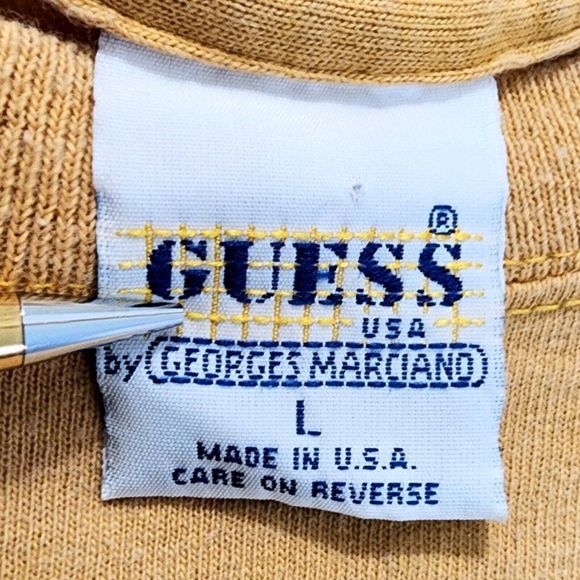 GUESS®
USA
by GEORGES MARCIANO
L
MADE IN U.S.A.
CARE ON REVERSE